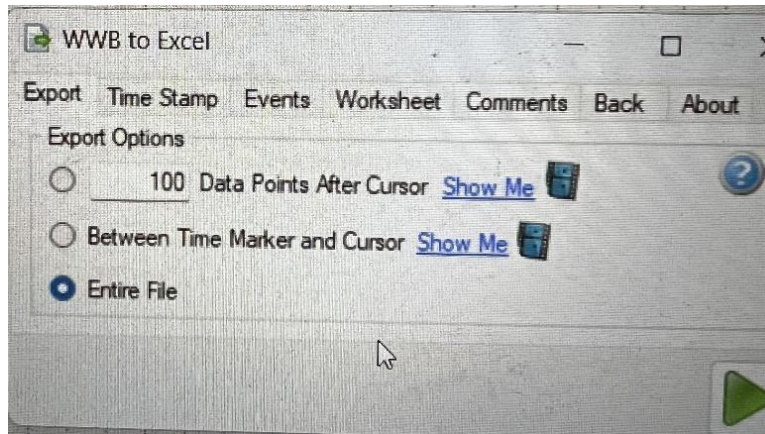 WWB to Excel
Export Time Stamp Events Worksheet Comments Back About
Export Options
100 Data Points After Cursor Show Me
Between Time Marker and Cursor Show Me
Entire File